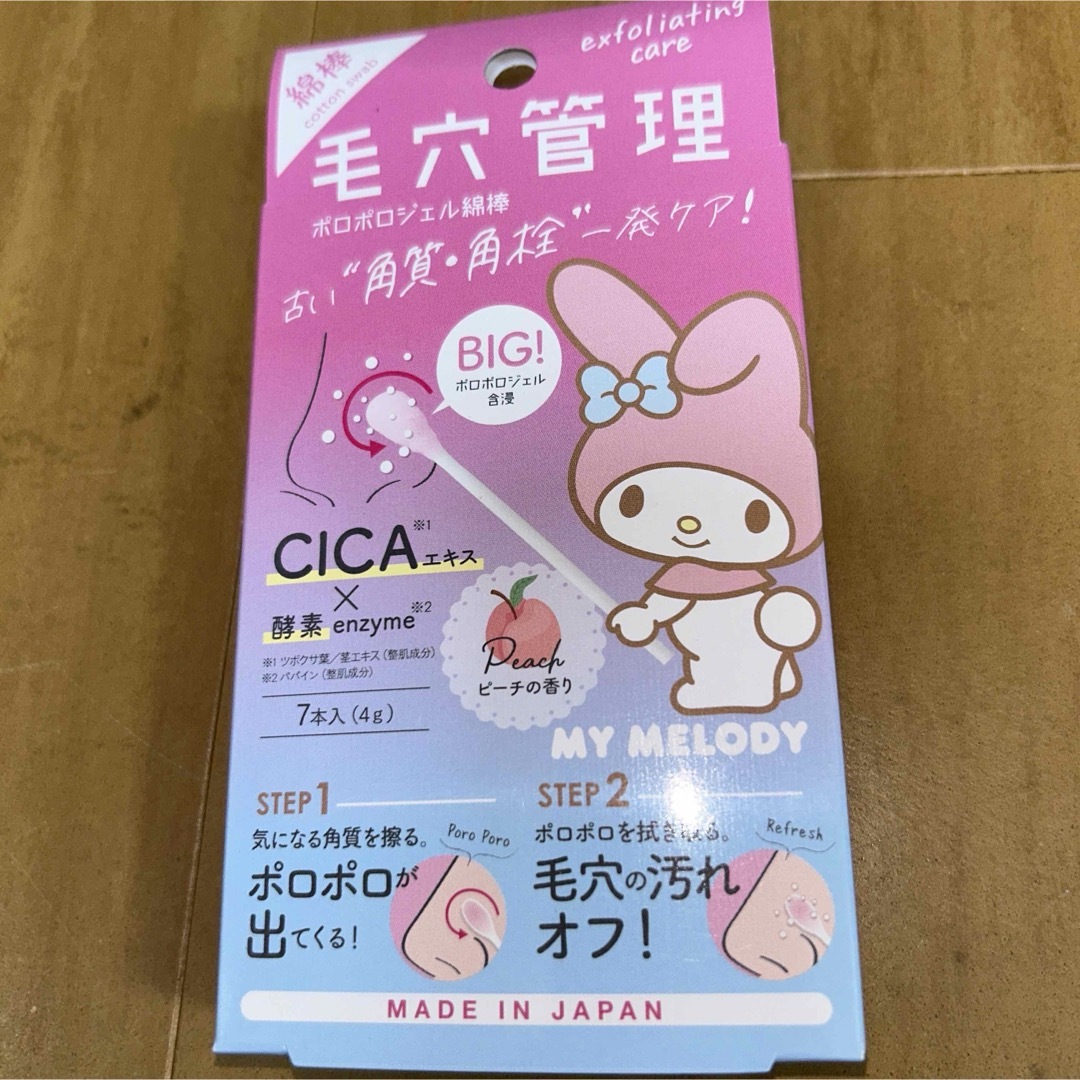 綿棒
cotton swab
exfoliating
care
毛穴管理
ポロポロジェル綿棒
古い“角質・角栓”一発ケア!
BIG!
ポロポロジェル
含浸
CICA※1エキス
×
酵素 enzyme※2
※1 ツボクサ葉/茎エキス(整肌成分)
※2 パパイン(整肌成分)
7本入(4g)
Peach
ピーチの香り
MY MELODY
STEP1
気になる角質を擦る。
Poro Poro
ポロポロが
出てくる!
STEP2
ポロポロを拭き取る。
Refresh
毛穴の汚れ
オフ!
MADE IN JAPAN